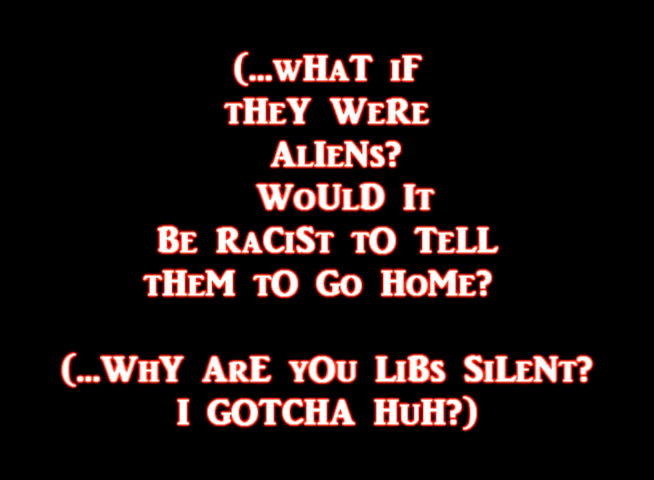 (...wHaT iF
tHeY WeRe
ALIeNs?
WoULD It
Be RaCiSt tO TeLL
tHeM tO Go HoMe?
(...WhY ArE yOu LiBs SiLeNt?
I GOTCHA HuH?)